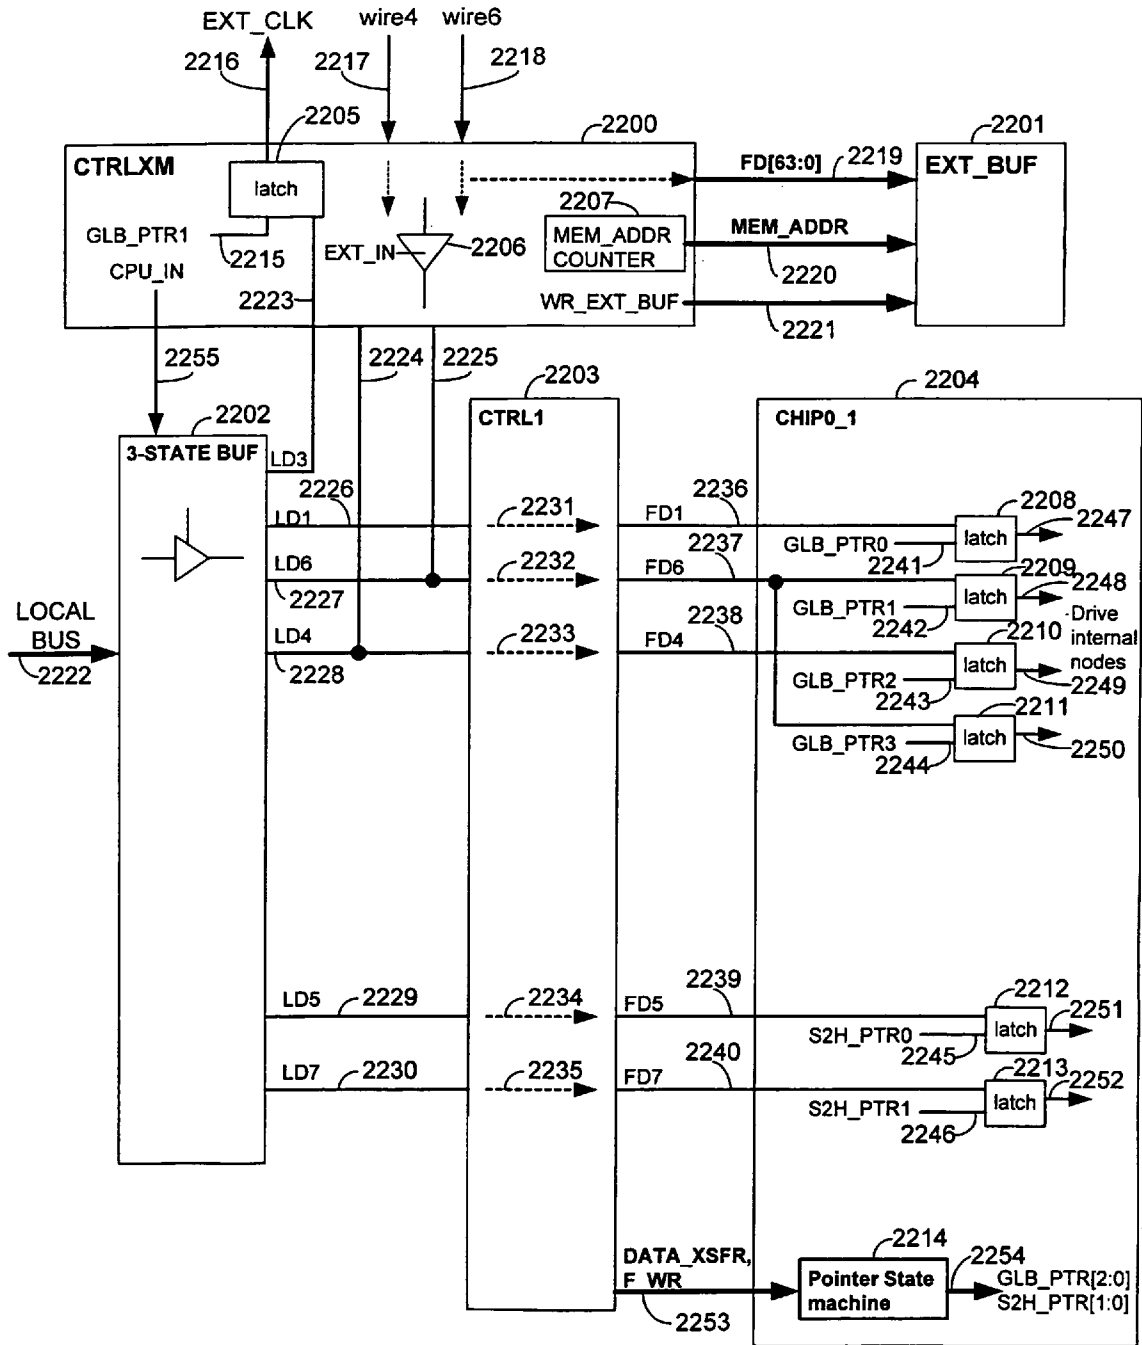 EXT_CLK
wire4
wire6
2216
2217
2218
2205
2200
2201
CTRLXM
latch
FD[63:0]
2219
EXT_BUF
2207
GLB_PTR1
2215
EXT_IN
2206
MEM_ADDR
COUNTER
MEM_ADDR
2220
CPU_IN
2223
WR_EXT_BUF
2221
2255
2224
2225
2203
2204
2202
3-STATE BUF
LD3
CTRL1
CHIP0_1
2226
LD1
2231
FD1
2236
2208
latch
2247
GLB_PTR0
2241
LD6
2227
2232
FD6
2237
2209
latch
2248
GLB_PTR1
2242
LOCAL
BUS
2222
LD4
2228
2233
FD4
2238
2210
latch
Drive
internal
nodes
2249
GLB_PTR2
2243
2211
latch
2250
GLB_PTR3
2244
LD5
2229
2234
FD5
2239
2212
latch
2251
S2H_PTR0
2245
LD7
2230
2235
FD7
2240
2213
latch
2252
S2H_PTR1
2246
DATA_XSFR,
F_WR
2253
2214
Pointer State
machine
2254
GLB_PTR[2:0]
S2H_PTR[1:0]